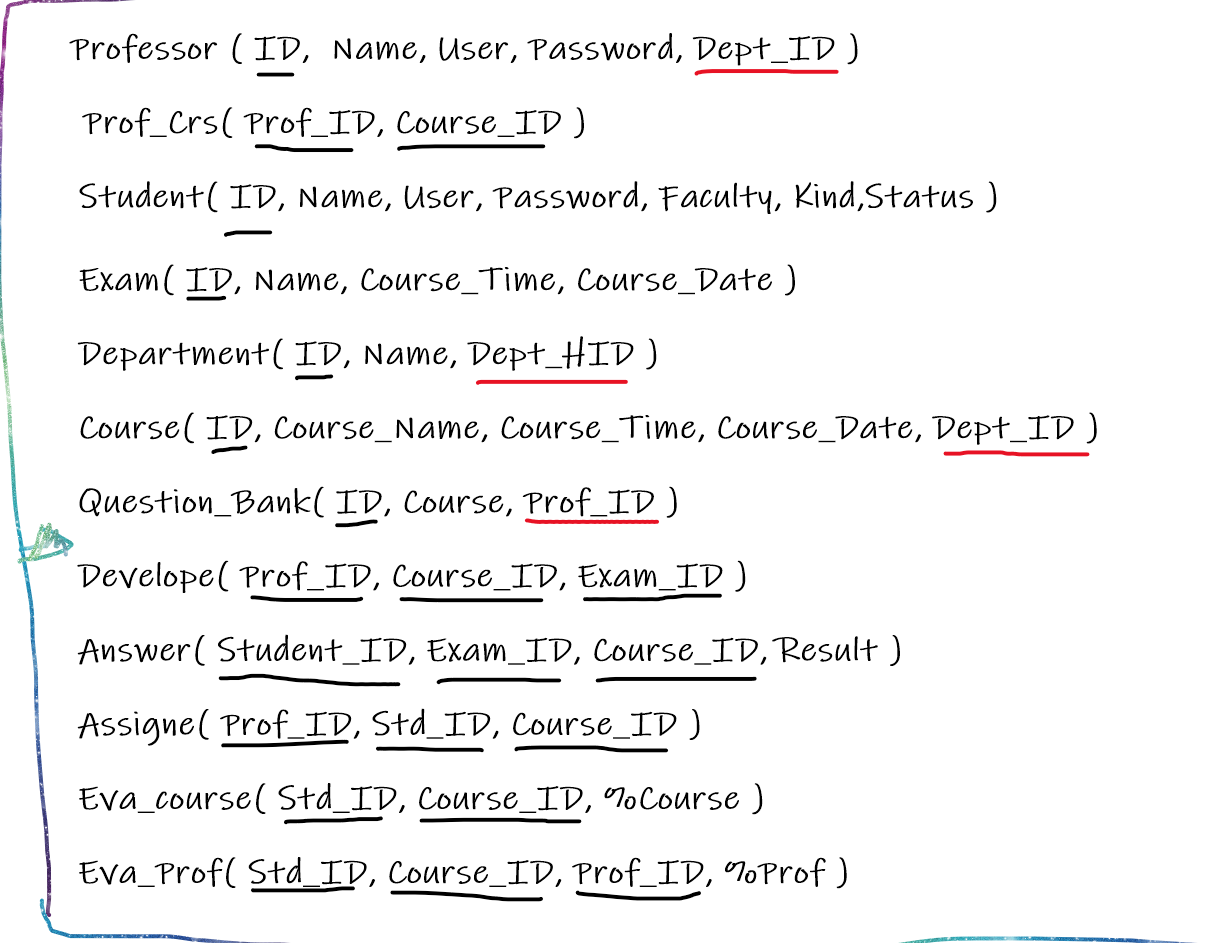 Professor ( ID, Name, User, Password, Dept_ID )
Prof_Crs( Prof_ID, Course_ID )
Student( ID, Name, User, Password, Faculty, Kind,Status )
Exam( ID, Name, Course_Time, Course_Date )
Department( ID, Name, Dept_HID )
Course( ID, Course_Name, Course_Time, Course_Date, Dept_ID )
Question_Bank( ID, Course, Prof_ID )
Develope( Prof_ID, Course_ID, Exam_ID )
Answer( Student_ID, Exam_ID, Course_ID, Result )
Assigne( Prof_ID, Std_ID, Course_ID )
Eva_course( Std_ID, Course_ID, %Course )
Eva_Prof( Std_ID, Course_ID, Prof_ID, %Prof )